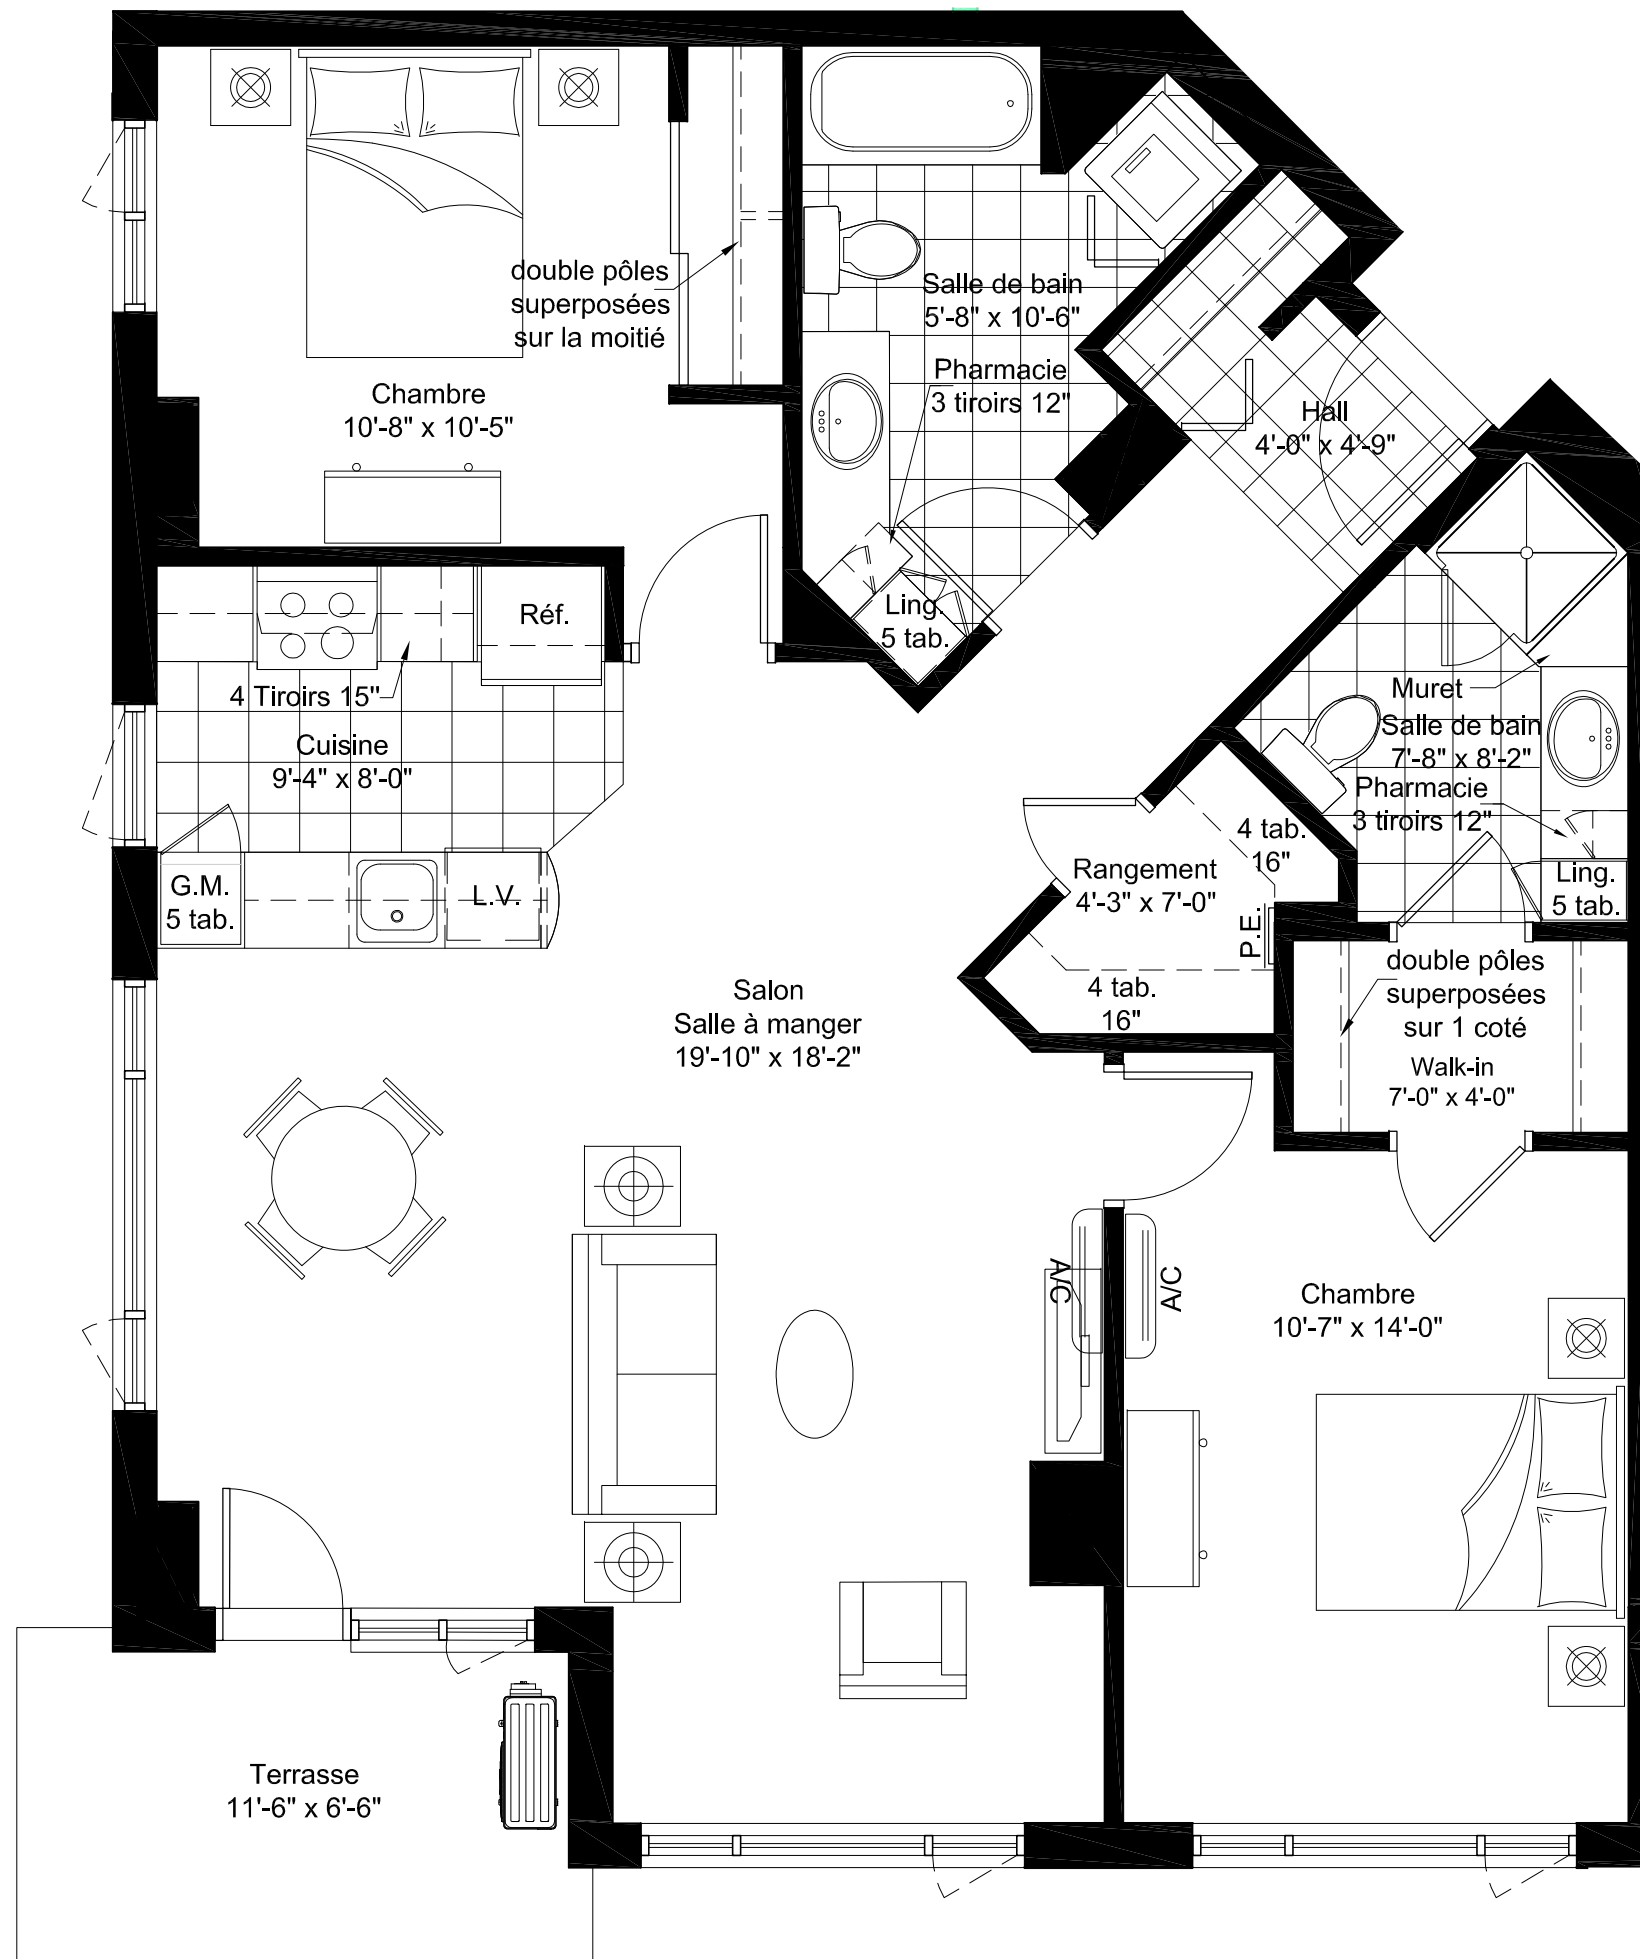 double pôles
superposées
sur la moitié
Chambre
10'-8" x 10'-5"
Salle de bain
5'-8" x 10'-6"
Pharmacie
3 tiroirs 12"
Hall
4'-0" x 4'-9"
Ling.
5 tab.
Réf.
4 Tiroirs 15"
Cuisine
9'-4" x 8'-0"
G.M.
5 tab.
L.V.
Muret
Salle de bain
7'-8" x 8'-2"
Pharmacie
3 tiroirs 12"
Ling.
5 tab.
4 tab.
16"
Rangement
4'-3" x 7'-0"
P.E.
4 tab.
16"
double pôles
superposées
sur 1 coté
Walk-in
7'-0" x 4'-0"
Salon
Salle à manger
19'-10" x 18'-2"
A/C
A/C
Chambre
10'-7" x 14'-0"
Terrasse
11'-6" x 6'-6"